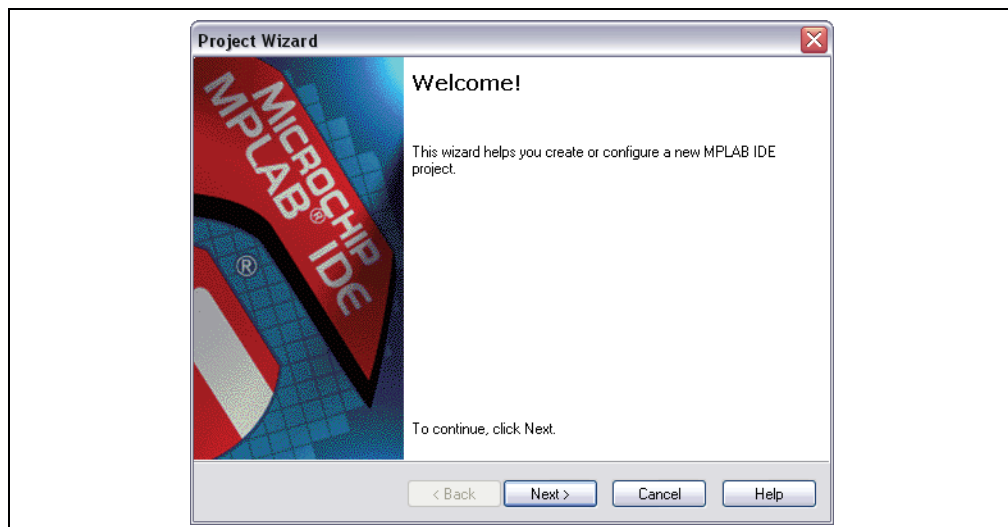 Project Wizard
MICROCHIP
MPLAB® IDE
®
Welcome!
This wizard helps you create or configure a new MPLAB IDE
project.
To continue, click Next.
< Back Next > Cancel Help